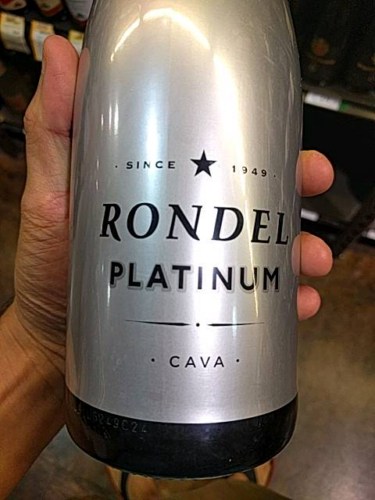 · SINCE ★ 1949 ·
RONDEL
PLATINUM
· CAVA ·